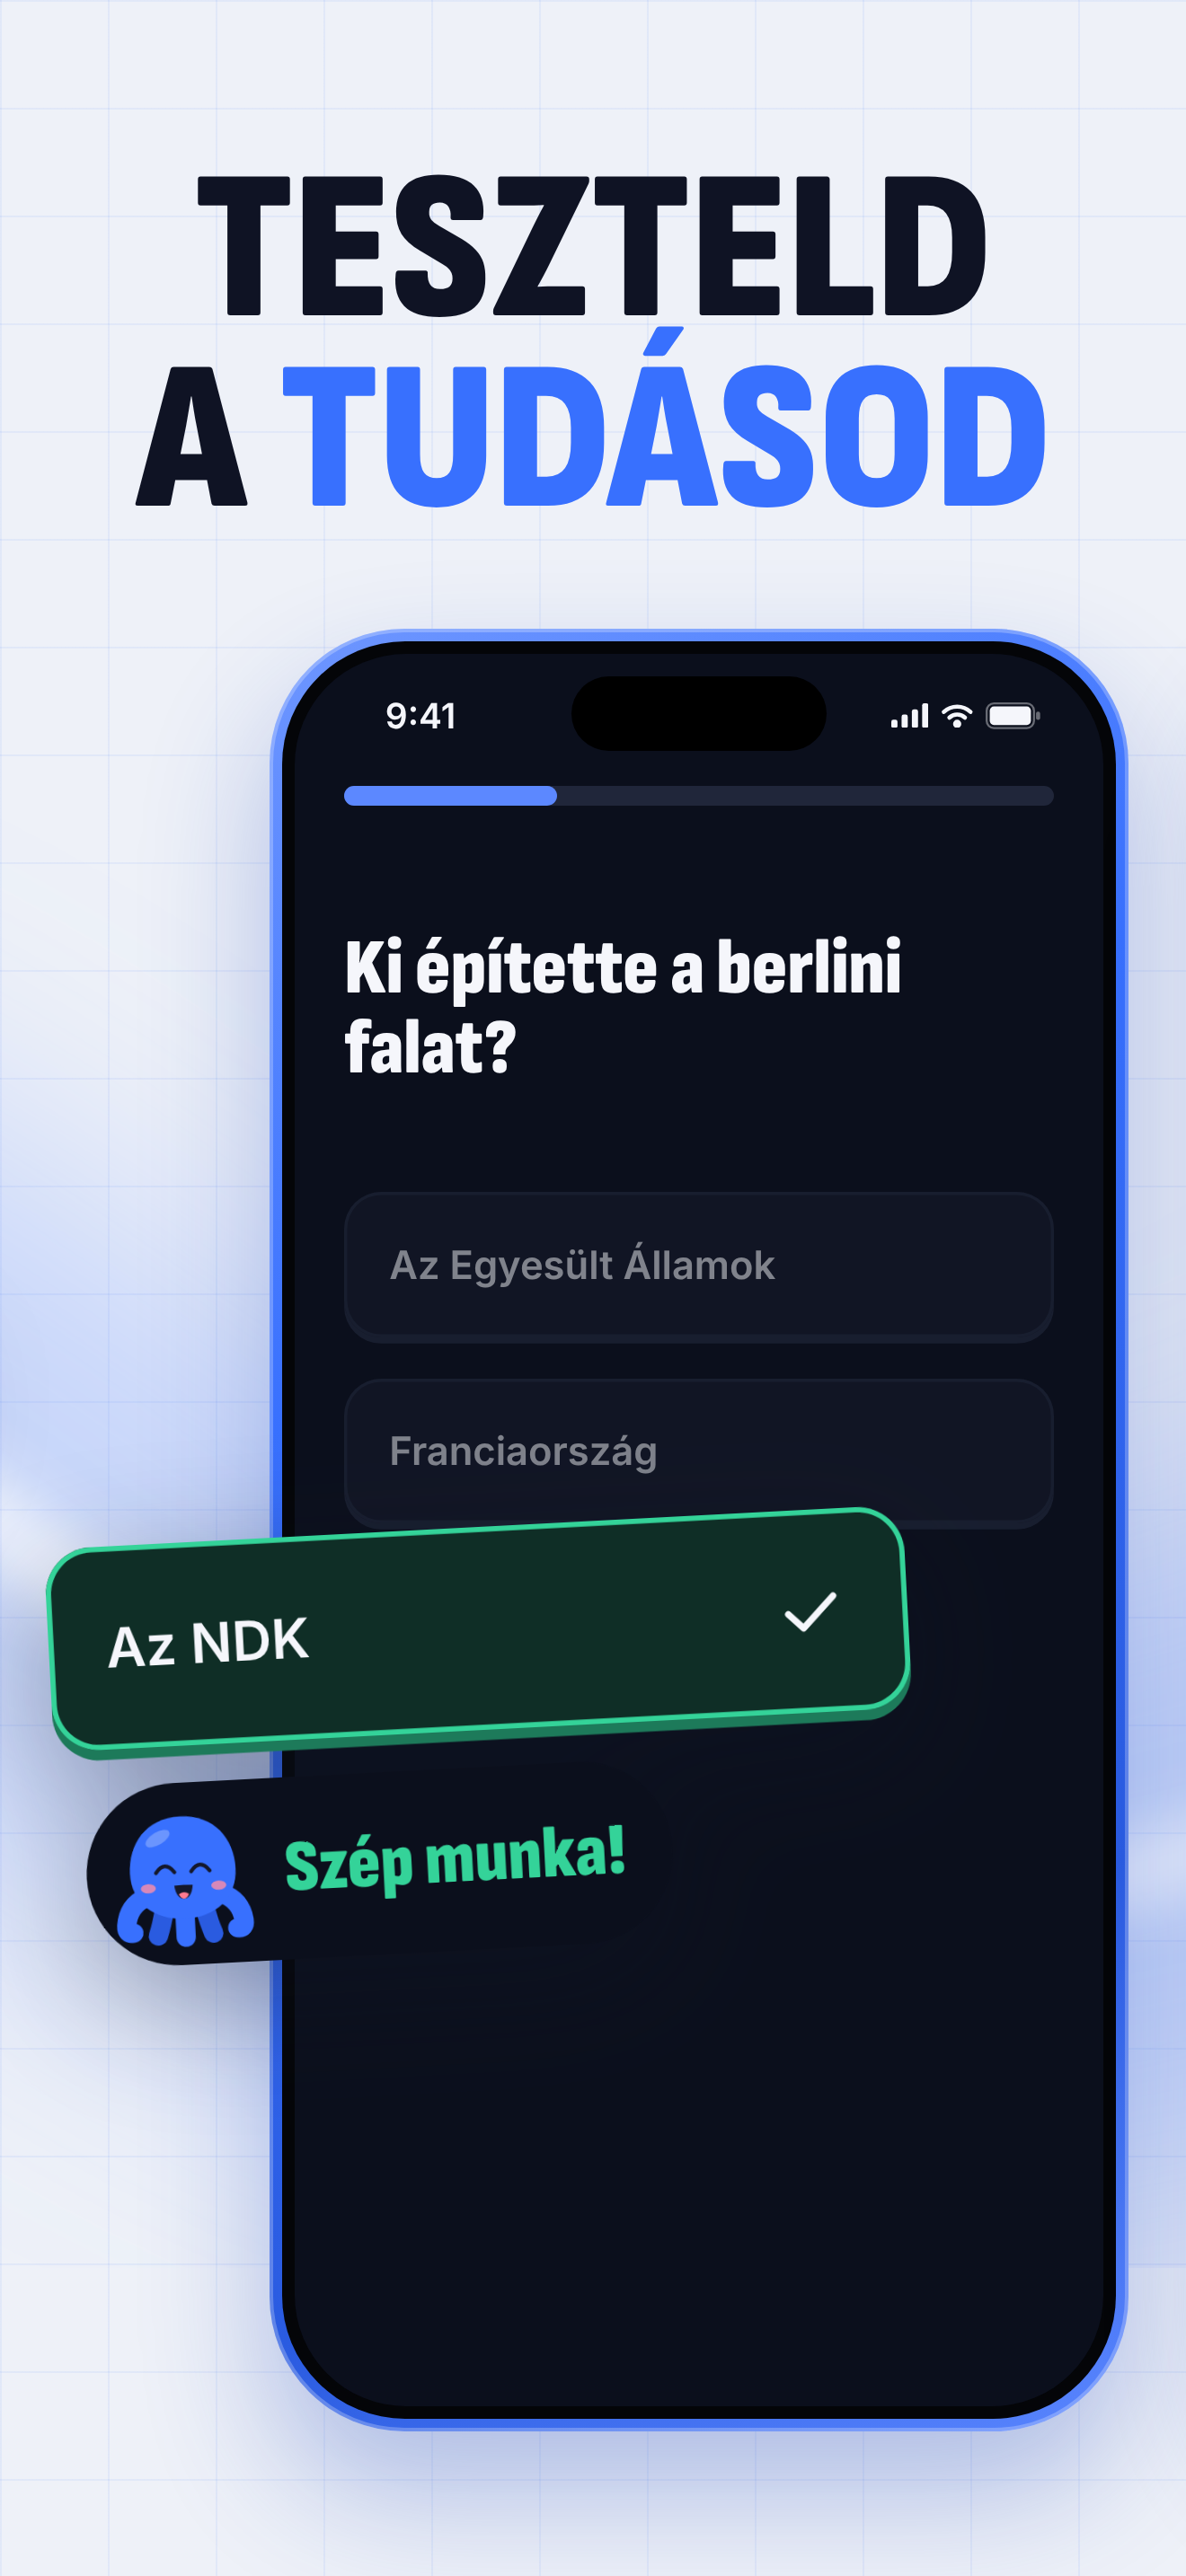 TESZTELD
A TUDÁSOD
9:41
Ki építette a berlini
falat?
Az Egyesült Államok
Franciaország
Az NDK
Szép munka!